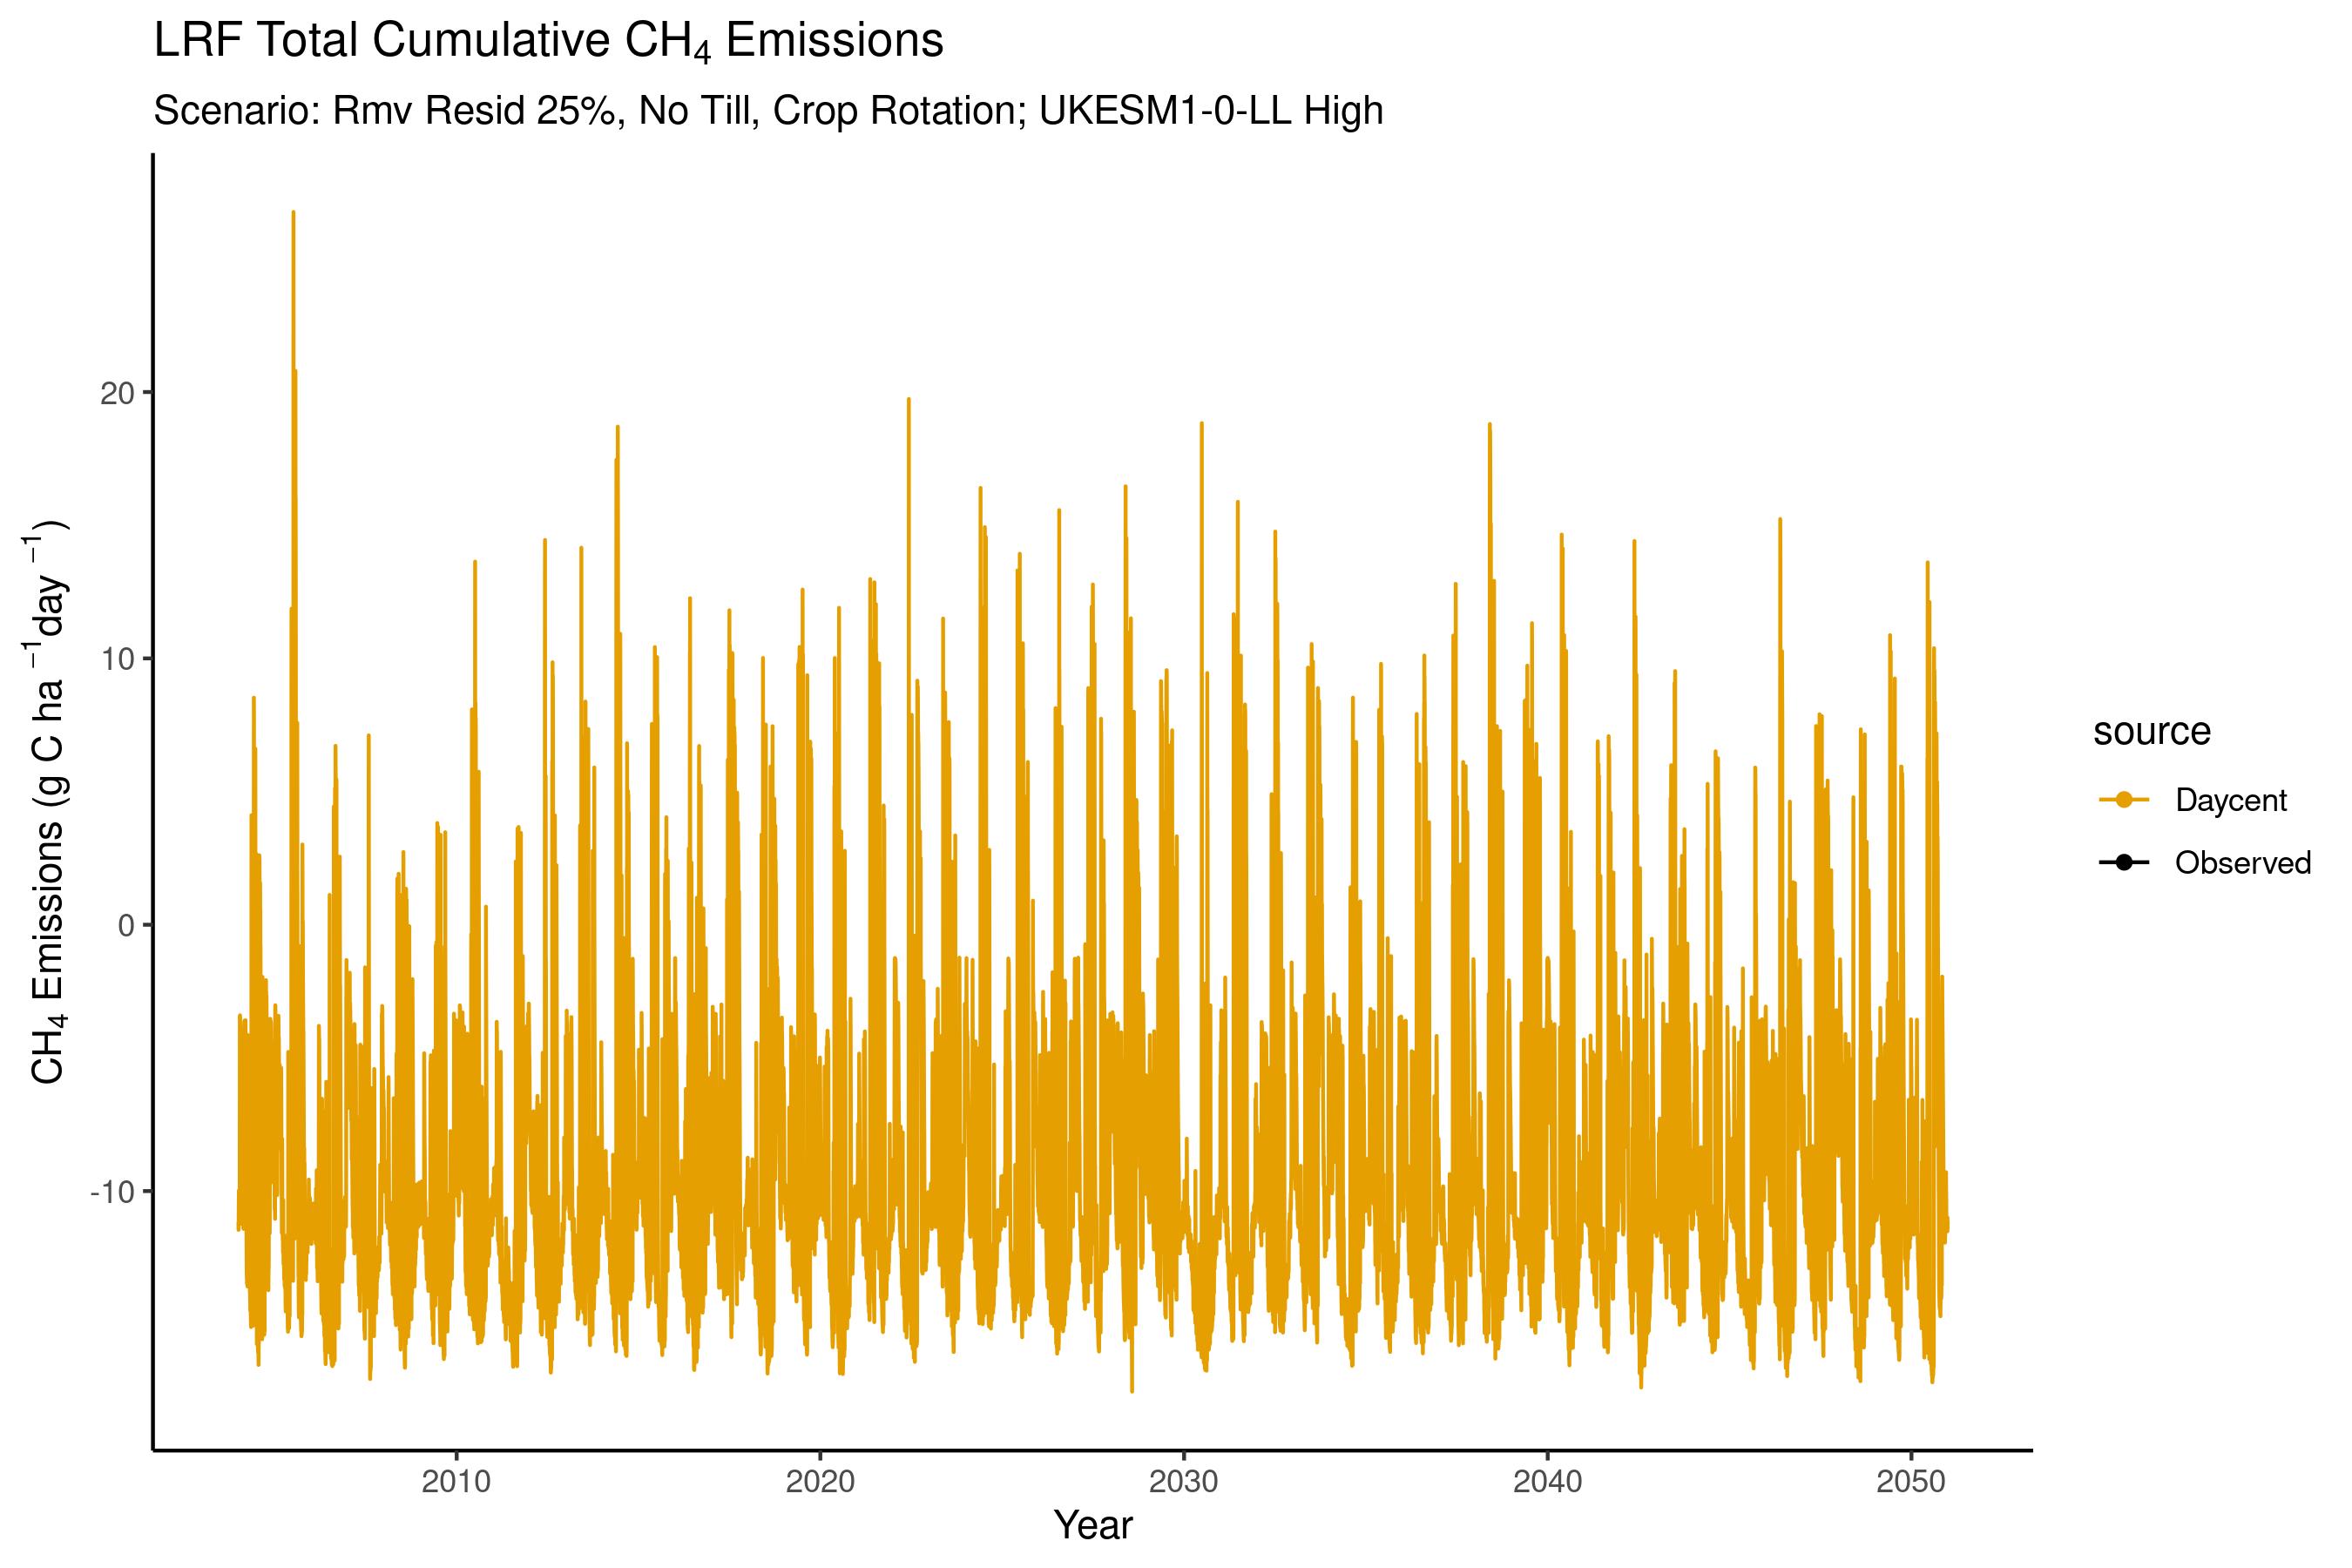 LRF Total Cumulative CH₄ Emissions
Scenario: Rmv Resid 25%, No Till, Crop Rotation; UKESM1-0-LL High
CH₄ Emissions (g C ha ⁻¹day ⁻¹)
20
10
0
-10
2010 2020 2030 2040 2050
Year
source
Daycent
Observed